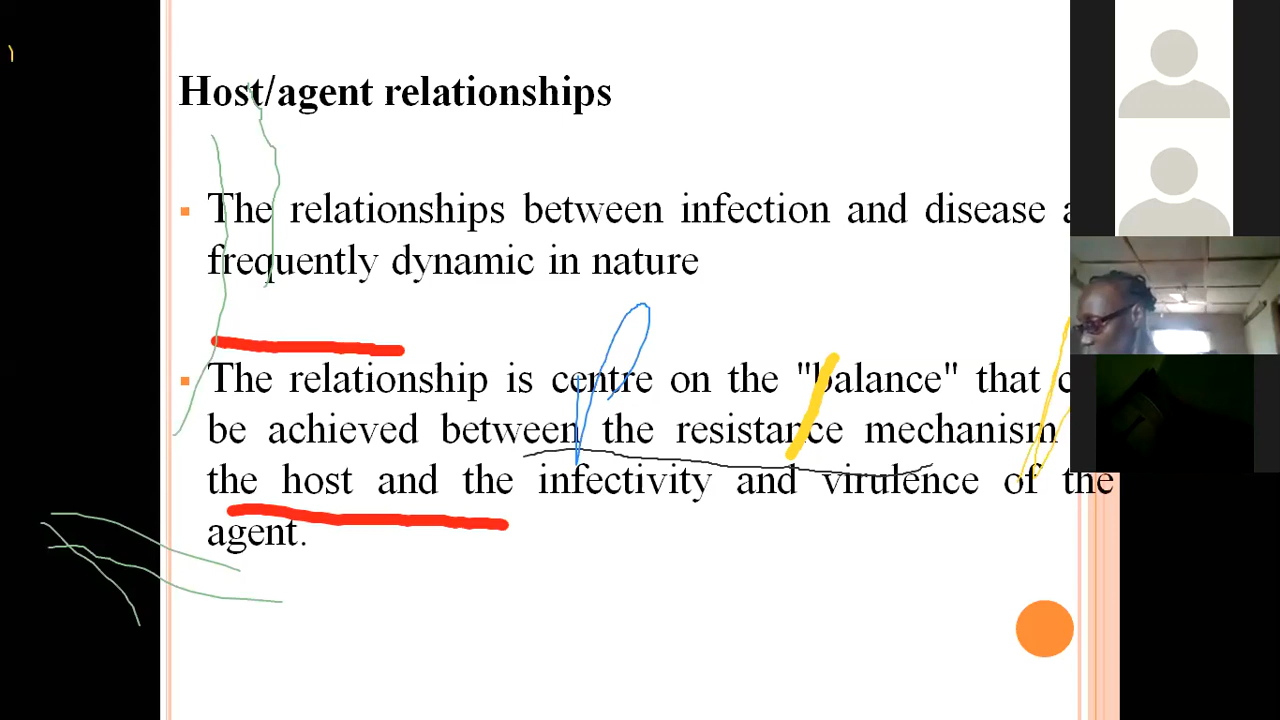 Host/agent relationships
The relationships between infection and disease
frequently dynamic in nature
The relationship is centre on the "balance" that
be achieved between the resistance mechanism
the host and the infectivity and virulence of the
agent.